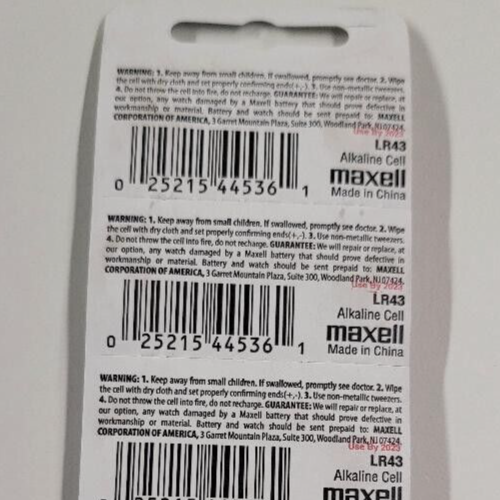 WARNING: 1. Keep away from small children. If swallowed, promptly see doctor. 2. Wipe
the cell with dry cloth and set properly confirming ends(+,-). 3. Use non-metallic tweezers.
4. Do not throw the cell into fire, do not recharge. GUARANTEE: We will repair or replace, at
our option, any watch damaged by a Maxell battery that should prove defective in
workmanship or material. Battery and watch should be sent prepaid to: MAXELL
CORPORATION OF AMERICA, 3 Garret Mountain Plaza, Suite 300, Woodland Park, NJ 07424.
Use By 2023
LR43
Alkaline Cell
maxell
Made in China
0 25215 44536 1
WARNING: 1. Keep away from small children. If swallowed, promptly see doctor. 2. Wipe
the cell with dry cloth and set properly confirming ends(+,-). 3. Use non-metallic tweezers.
4. Do not throw the cell into fire, do not recharge. GUARANTEE: We will repair or replace, at
our option, any watch damaged by a Maxell battery that should prove defective in
workmanship or material. Battery and watch should be sent prepaid to: MAXELL
CORPORATION OF AMERICA, 3 Garret Mountain Plaza, Suite 300, Woodland Park, NJ 07424.
Use By 2023
LR43
Alkaline Cell
maxell
Made in China
0 25215 44536 1
WARNING: 1. Keep away from small children. If swallowed, promptly see doctor. 2. Wipe
the cell with dry cloth and set properly confirming ends(+,-). 3. Use non-metallic tweezers.
4. Do not throw the cell into fire, do not recharge. GUARANTEE: We will repair or replace, at
our option, any watch damaged by a Maxell battery that should prove defective in
workmanship or material. Battery and watch should be sent prepaid to: MAXELL
CORPORATION OF AMERICA, 3 Garret Mountain Plaza, Suite 300, Woodland Park, NJ 07424.
Use By 2023
LR43
Alkaline Cell
maxell